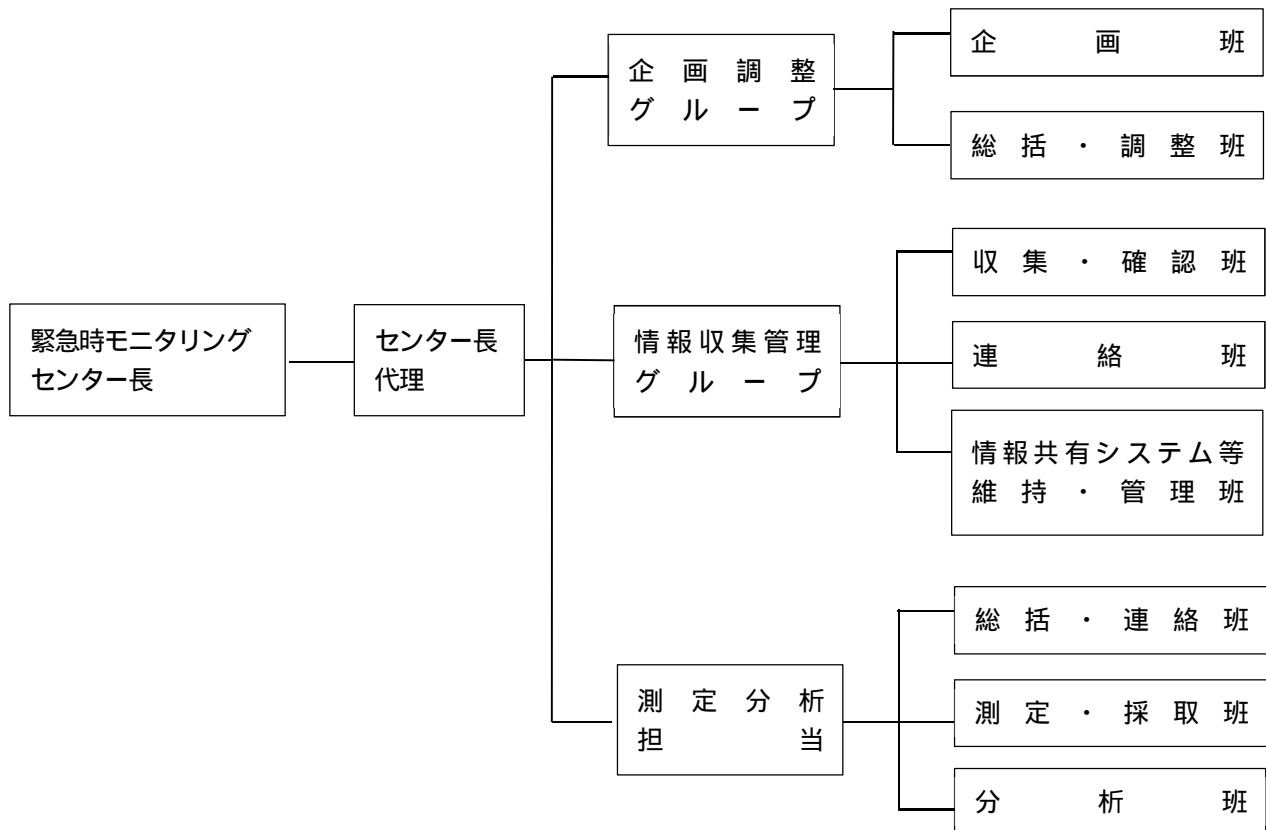 緊急時モニタリング
センター長
センター長
代理
企画調整
グループ
企画班
総括・調整班
情報収集管理
グループ
収集・確認班
連絡班
情報共有システム等
維持・管理班
測定分析
担当
総括・連絡班
測定・採取班
分析班